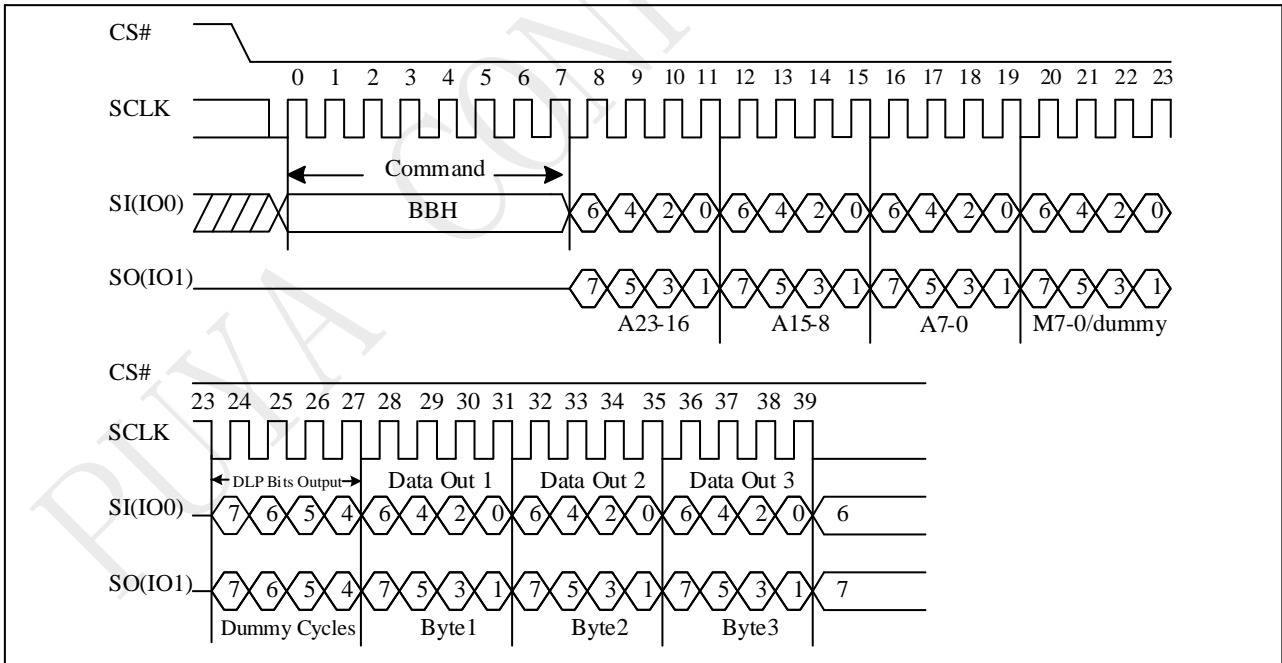 CS#
0 1 2 3 4 5 6 7 8 9 10 11 12 13 14 15 16 17 18 19 20 21 22 23
SCLK
Command
SI(IO0) BBH 6 4 2 0 6 4 2 0 6 4 2 0 6 4 2 0
SO(IO1) 7 5 3 1 7 5 3 1 7 5 3 1 7 5 3 1
A23-16 A15-8 A7-0 M7-0/dummy
CS#
23 24 25 26 27 28 29 30 31 32 33 34 35 36 37 38 39
SCLK
DLP Bits Output Data Out 1 Data Out 2 Data Out 3
SI(IO0) 7 6 5 4 6 4 2 0 6 4 2 0 6 4 2 0 6
SO(IO1) 7 6 5 4 7 5 3 1 7 5 3 1 7 5 3 1 7
Dummy Cycles Byte1 Byte2 Byte3
PUYA CONF